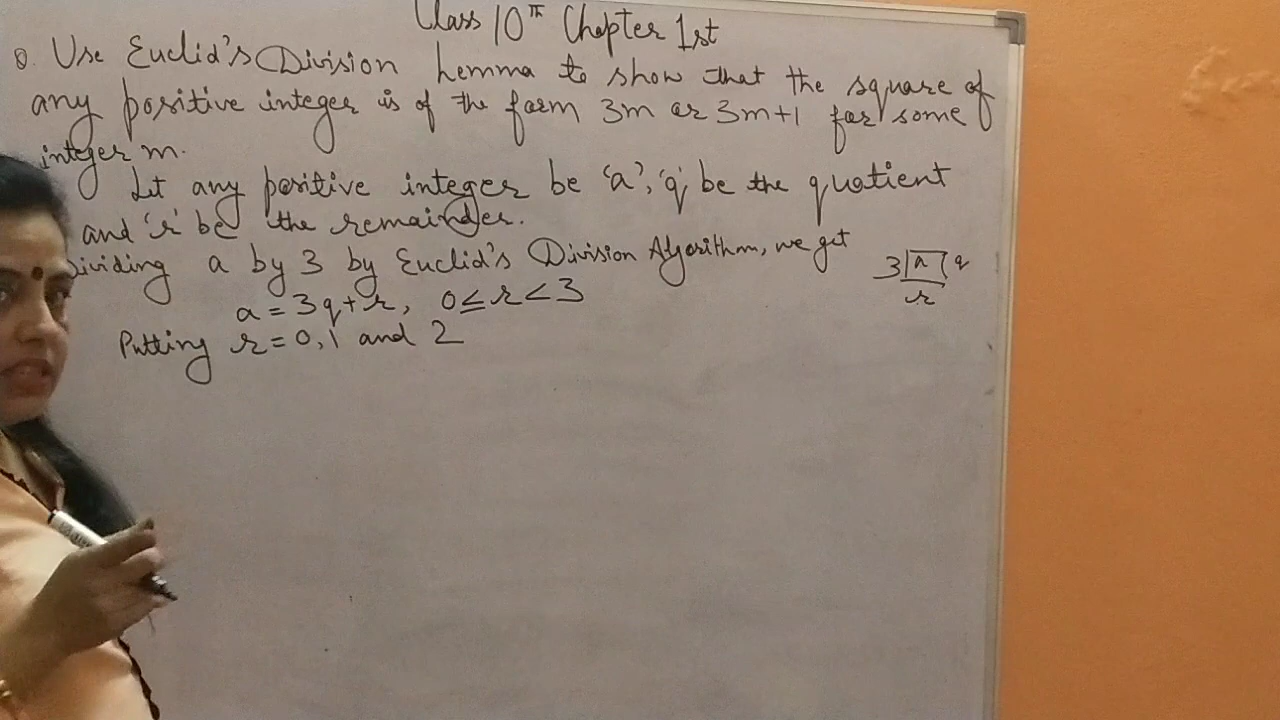 Class 10th Chapter 1st
Q. Use Euclid's Division Lemma to show that the square of
any positive integer is of the form 3m or 3m+1 for some
integer m.
Let any positive integer be 'a', 'q' be the quotient
and 'r' be the remainder.
Dividing a by 3 by Euclid's Division Algorithm, we get
3 a q
r
a = 3q + r, 0 ≤ r < 3
Putting r = 0, 1 and 2